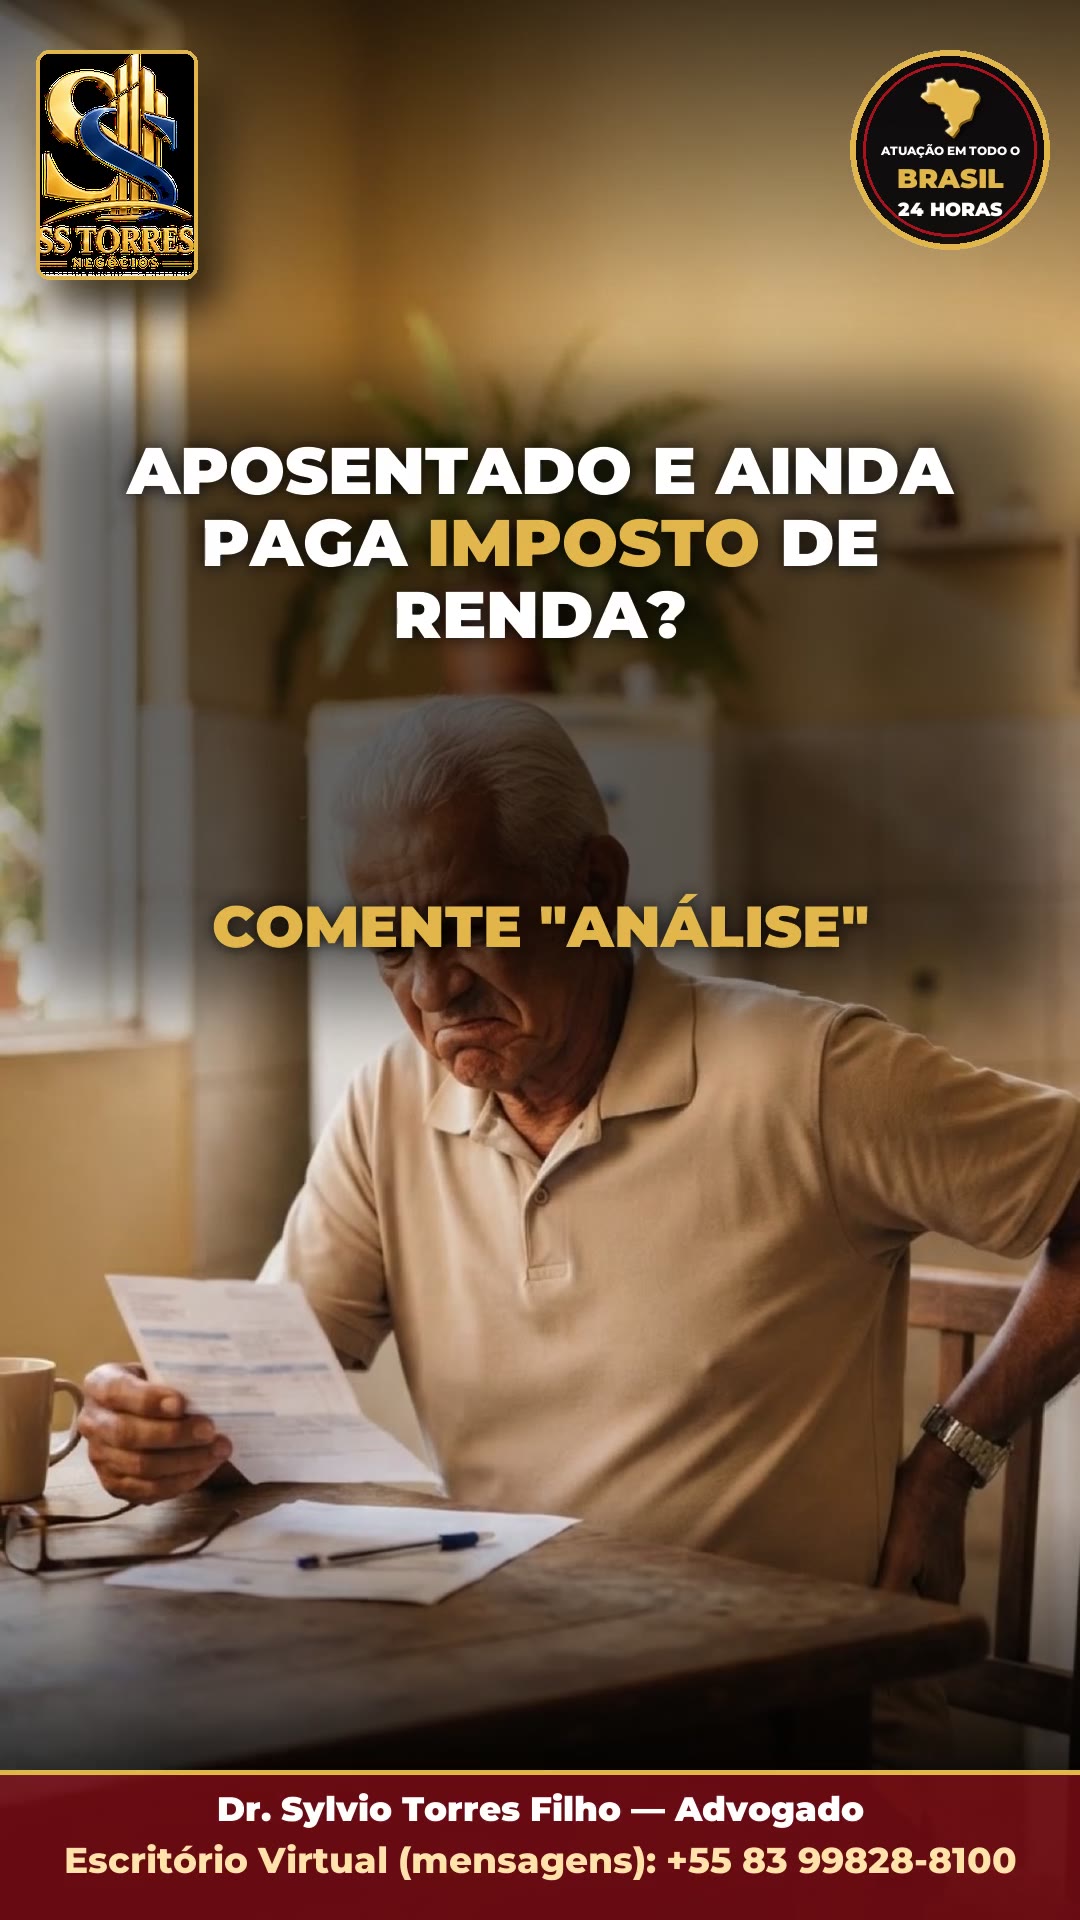 SS TORRES
NEGÓCIOS
ATUAÇÃO EM TODO O
BRASIL
24 HORAS
APOSENTADO E AINDA
PAGA IMPOSTO DE
RENDA?
COMENTE "ANÁLISE"
Dr. Sylvio Torres Filho — Advogado
Escritório Virtual (mensagens): +55 83 99828-8100